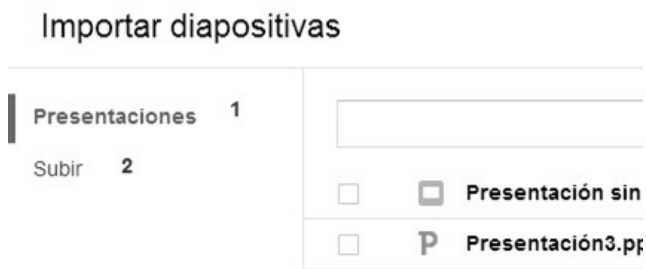 Importar diapositivas
Presentaciones 1
Subir 2
Presentación sin
Presentación3.pp